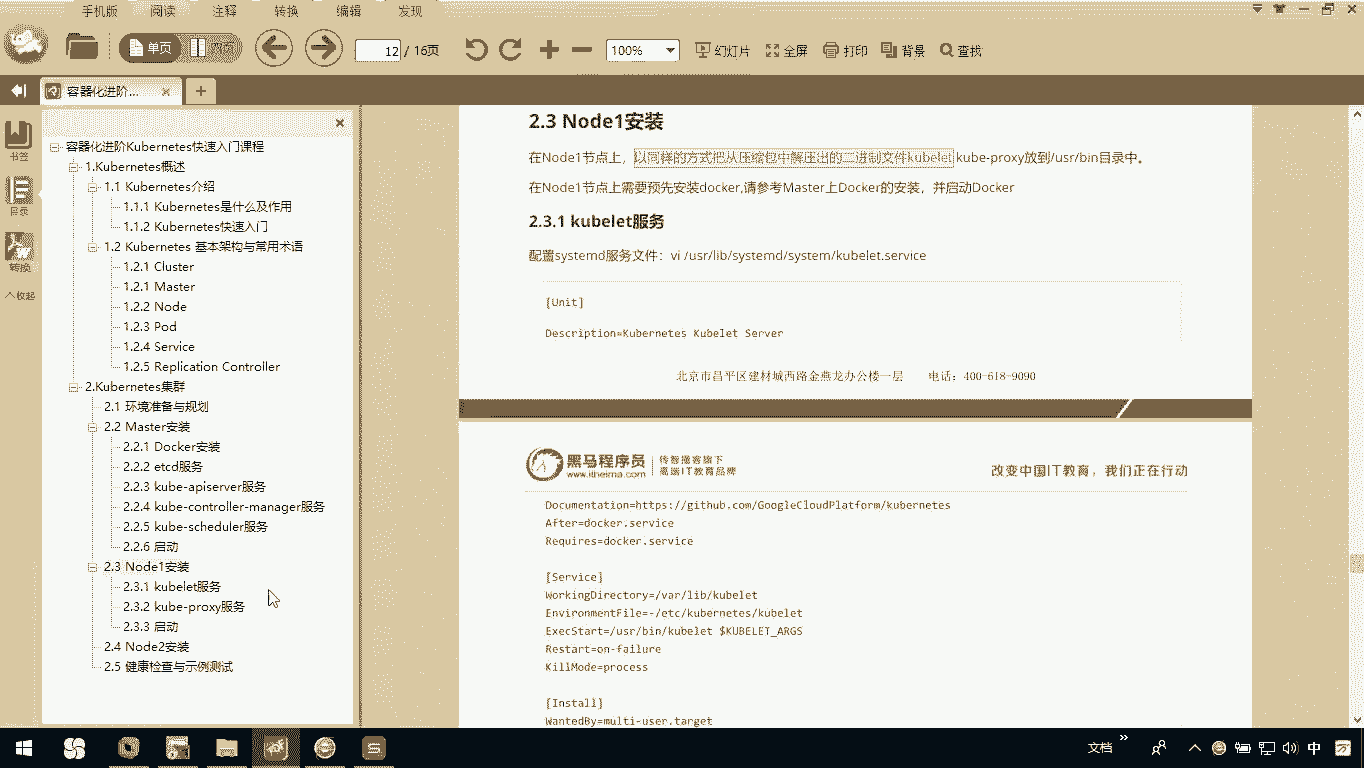 手机版 阅读 注释 转换 编辑 发现
单页 双页 12 / 16页 100% 幻灯片 全屏 打印 背景 查找
容器化进阶...
书签
目录
转换
收起
容器化进阶Kubernetes快速入门课程
1.Kubernetes概述
1.1 Kubernetes介绍
1.1.1 Kubernetes是什么及作用
1.1.2 Kubernetes快速入门
1.2 Kubernetes 基本架构与常用术语
1.2.1 Cluster
1.2.1 Master
1.2.2 Node
1.2.3 Pod
1.2.4 Service
1.2.5 Replication Controller
2.Kubernetes集群
2.1 环境准备与规划
2.2 Master安装
2.2.1 Docker安装
2.2.2 etcd服务
2.2.3 kube-apiserver服务
2.2.4 kube-controller-manager服务
2.2.5 kube-scheduler服务
2.2.6 启动
2.3 Node1安装
2.3.1 kubelet服务
2.3.2 kube-proxy服务
2.3.3 启动
2.4 Node2安装
2.5 健康检查与示例测试
2.3 Node1安装
在Node1节点上，以同样的方式把从压缩包中解压出的二进制文件kubelet kube-proxy放到/usr/bin目录中。
在Node1节点上需要预先安装docker,请参考Master上Docker的安装，并启动Docker
2.3.1 kubelet服务
配置systemd服务文件：vi /usr/lib/systemd/system/kubelet.service
[Unit]
Description=Kubernetes Kubelet Server
北京市昌平区建材城西路金燕龙办公楼一层 电话：400-618-9090
黑马程序员
www.itheima.com
传智播客旗下
高端IT教育品牌
改变中国IT教育，我们正在行动
Documentation=https://github.com/GoogleCloudPlatform/kubernetes
After=docker.service
Requires=docker.service
[Service]
WorkingDirectory=/var/lib/kubelet
EnvironmentFile=-/etc/kubernetes/kubelet
ExecStart=/usr/bin/kubelet $KUBELET_ARGS
Restart=on-failure
KillMode=process
[Install]
WantedBy=multi-user.target
文档 中